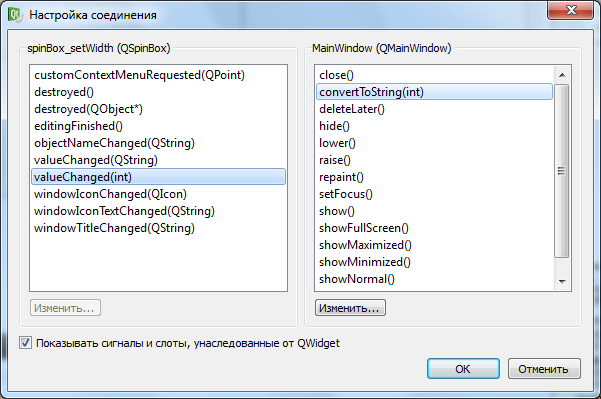 Настройка соединения
spinBox_setWidth (QSpinBox)
customContextMenuRequested(QPoint)
destroyed()
destroyed(QObject*)
editingFinished()
objectNameChanged(QString)
valueChanged(QString)
valueChanged(int)
windowIconChanged(QIcon)
windowIconTextChanged(QString)
windowTitleChanged(QString)
Изменить...
MainWindow (QMainWindow)
close()
convertToString(int)
deleteLater()
hide()
lower()
raise()
repaint()
setFocus()
show()
showFullScreen()
showMaximized()
showMinimized()
showNormal()
Изменить...
Показывать сигналы и слоты, унаследованные от QWidget
OK
Отменить